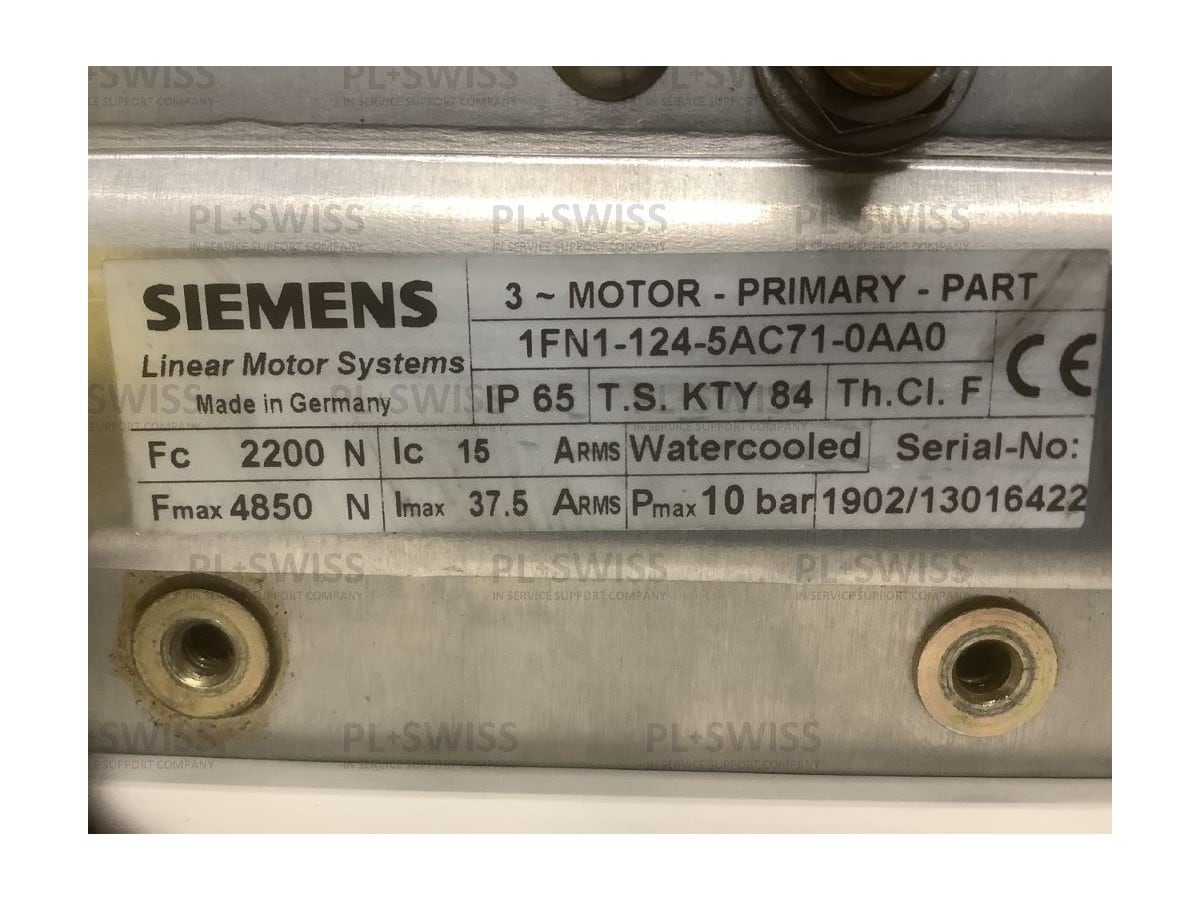 SIEMENS
Linear Motor Systems
Made in Germany
3 ~ MOTOR - PRIMARY - PART
1FN1-124-5AC71-0AA0
IP 65 T.S. KTY 84 Th.Cl. F CE
Fc 2200 N Ic 15 ARMS Watercooled Serial-No:
Fmax 4850 N Imax 37.5 ARMS Pmax 10 bar 1902/13016422
PL+SWISS
IN SERVICE SUPPORT COMPANY